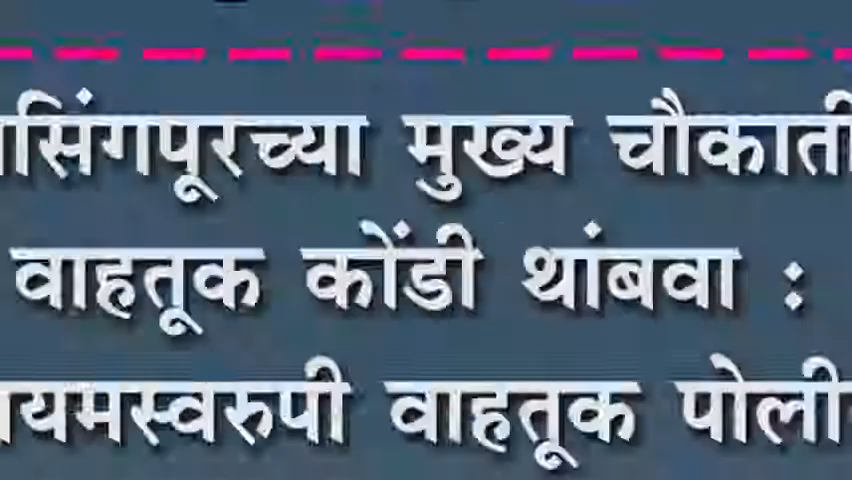 सिंगपूरच्या मुख्य चौकाती
वाहतूक कोंडी थांबवा :
यमस्वरुपी वाहतूक पोली